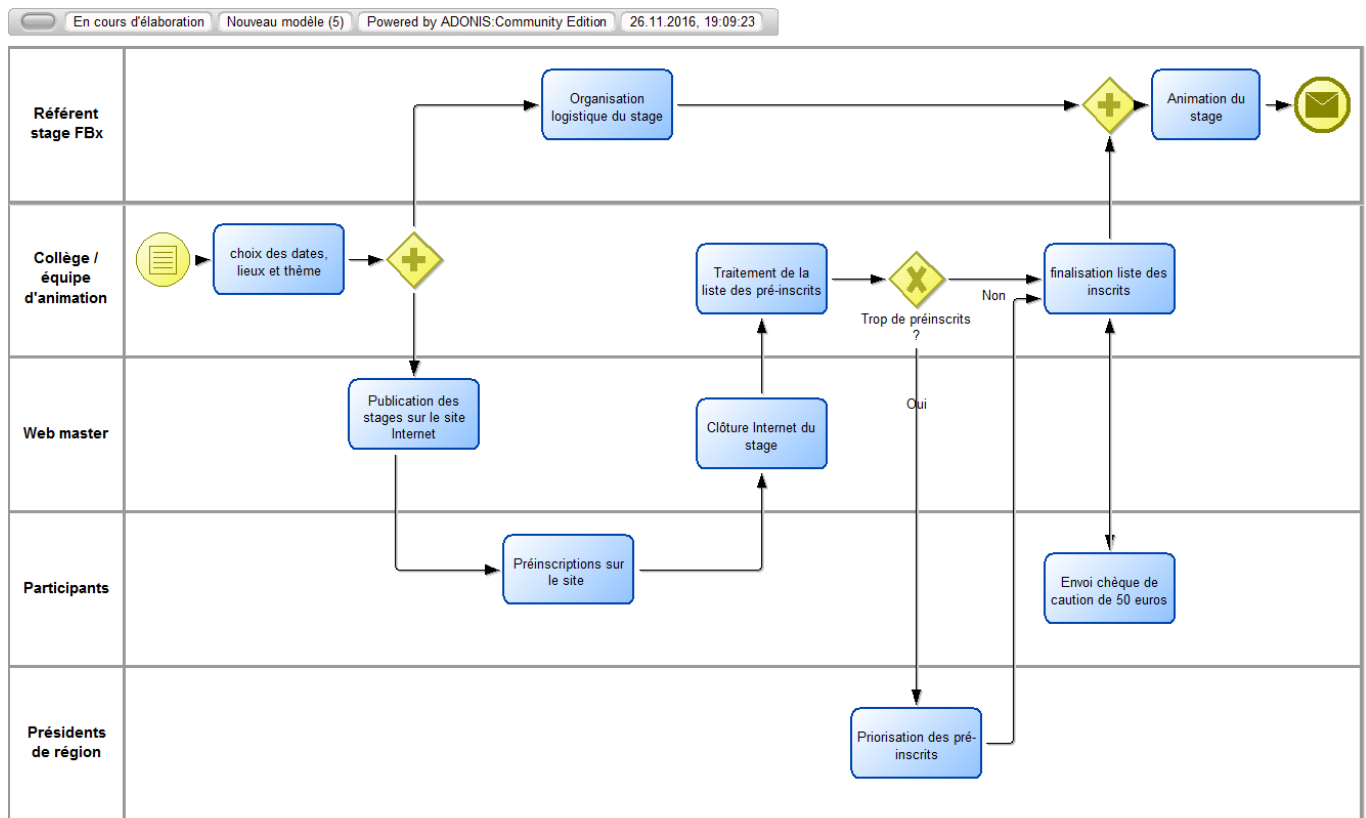 En cours d'élaboration Nouveau modèle (5) Powered by ADONIS:Community Edition 26.11.2016, 19:09:23
Référent
stage FBx
Organisation
logistique du stage
Animation du
stage
Collège /
équipe
d'animation
choix des dates,
lieux et thème
Traitement de la
liste des pré-inscrits
Trop de préinscrits
?
Non
finalisation liste des
inscrits
Web master
Publication des
stages sur le site
Internet
Clôture Internet du
stage
Oui
Participants
Préinscriptions sur
le site
Envoi chèque de
caution de 50 euros
Présidents
de région
Priorisation des pré-
inscrits